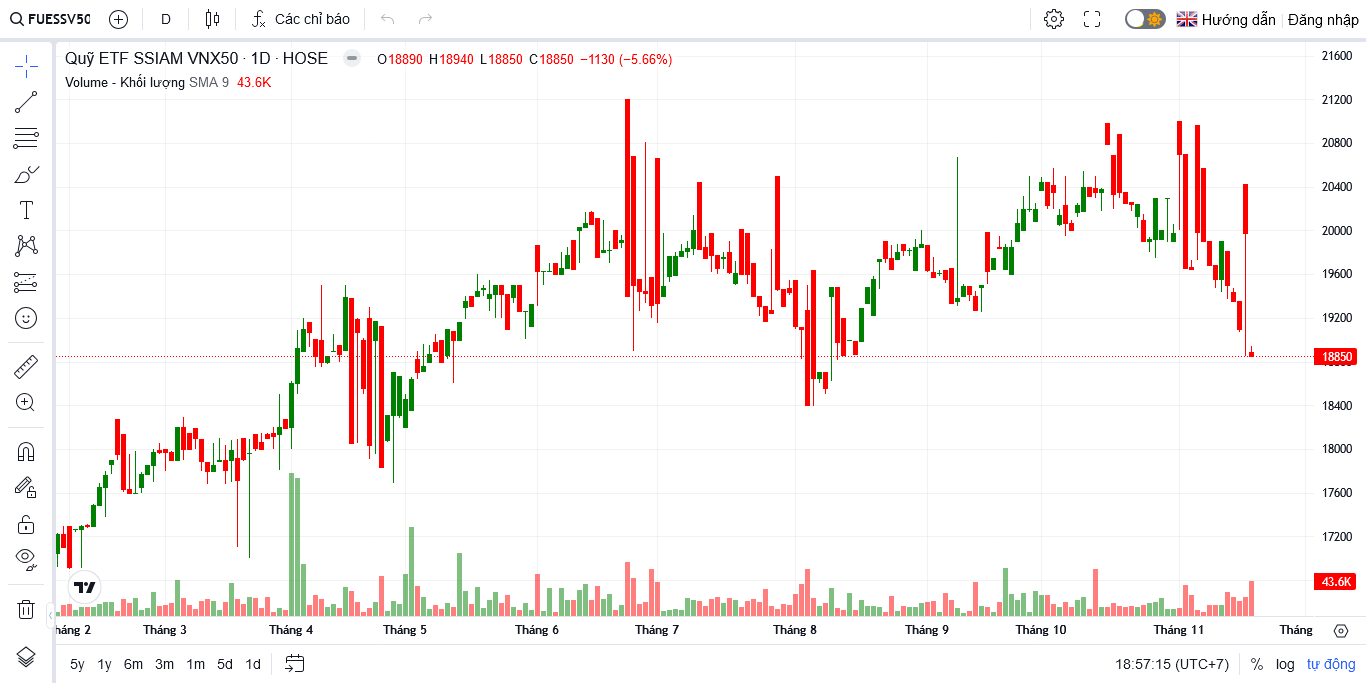 FUESSV50 D Các chỉ báo Hướng dẫn Đăng nhập
Quỹ ETF SSIAM VNX50 · 1D · HOSE O18890 H18940 L18850 C18850 −1130 (−5.66%)
Volume - Khối lượng SMA 9 43.6K
21600
21200
20800
20400
20000
19600
19200
18850
18400
18000
17600
17200
43.6K
Tháng 3 Tháng 4 Tháng 5 Tháng 6 Tháng 7 Tháng 8 Tháng 9 Tháng 10 Tháng 11 Tháng
5y 1y 6m 3m 1m 5d 1d 18:57:15 (UTC+7) % log tự động